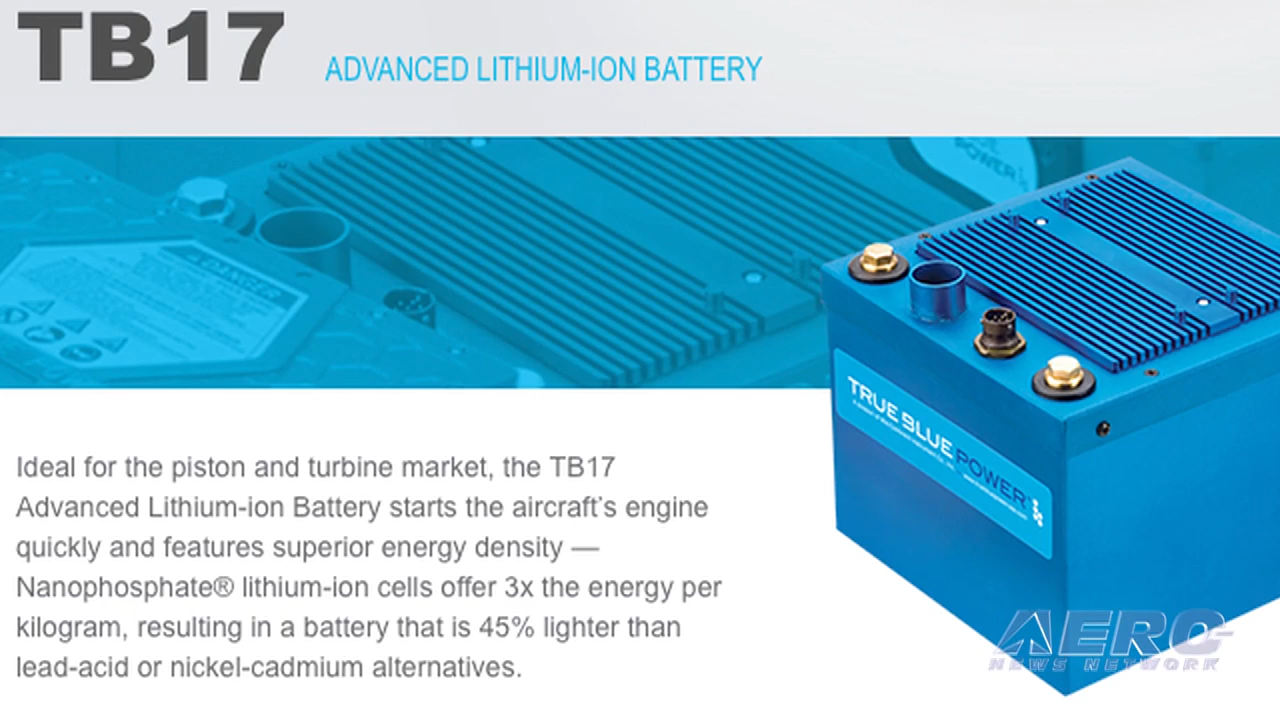 TB17
ADVANCED LITHIUM-ION BATTERY
POWER
DANGER
TRUE BLUE POWER
Ideal for the piston and turbine market, the TB17
Advanced Lithium-ion Battery starts the aircraft's engine
quickly and features superior energy density —
Nanophosphate® lithium-ion cells offer 3x the energy per
kilogram, resulting in a battery that is 45% lighter than
lead-acid or nickel-cadmium alternatives.
AERO
NEWS NETWORK